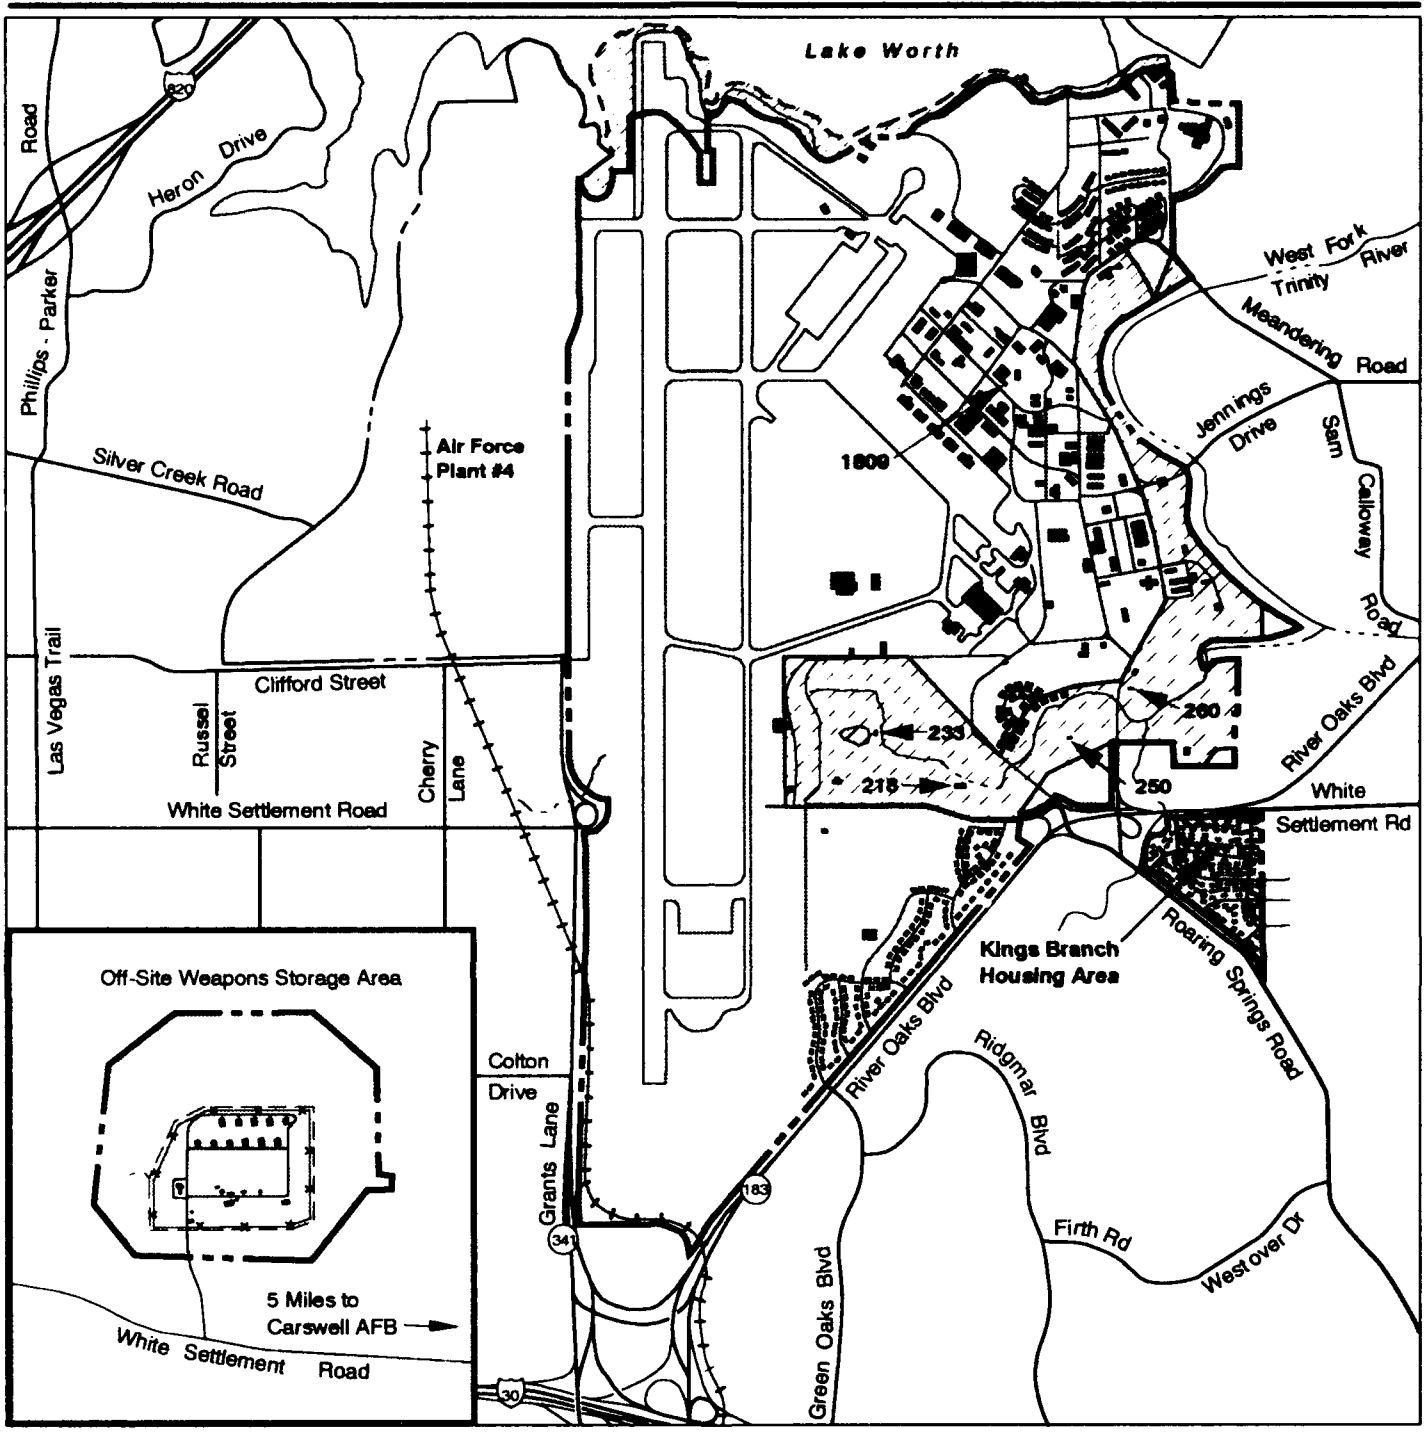 Lake Worth
820
Road
Heron Drive
Phillips - Parker
West Fork
Trinity River
Meandering
Road
Jennings
Drive
Sam
Calloway
Road
Air Force
Plant #4
Silver Creek Road
1809
Las Vegas Trail
Clifford Street
Russel
Street
Cherry
Lane
White Settlement Road
233
218
260
250
River Oaks Blvd
White
Settlement Rd
Kings Branch
Housing Area
Roaring Springs Road
River Oaks Blvd
Ridgmar Blvd
Off-Site Weapons Storage Area
Colton
Drive
Grants Lane
183
341
Firth Rd
Westover Dr
Green Oaks Blvd
5 Miles to
Carswell AFB
White Settlement Road
30